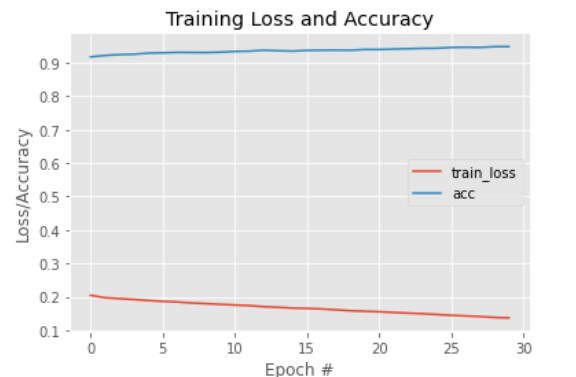 Training Loss and Accuracy
Loss/Accuracy
0.9
0.8
0.7
0.6
0.5
0.4
0.3
0.2
0.1
train_loss
acc
0 5 10 15 20 25 30
Epoch #